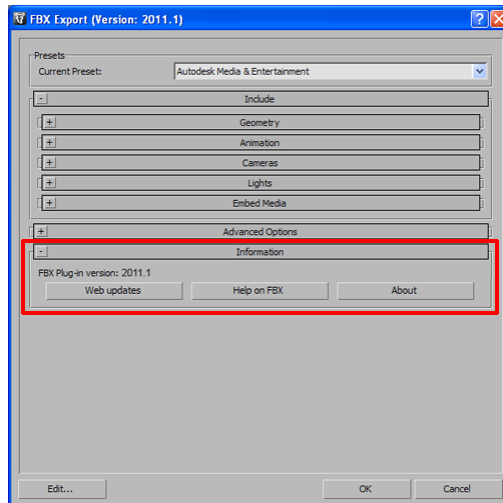 FBX Export (Version: 2011.1)
Presets
Current Preset: Autodesk Media & Entertainment
- Include
+ Geometry
+ Animation
+ Cameras
+ Lights
+ Embed Media
+ Advanced Options
- Information
FBX Plug-in version: 2011.1
Web updates Help on FBX About
Edit... OK Cancel